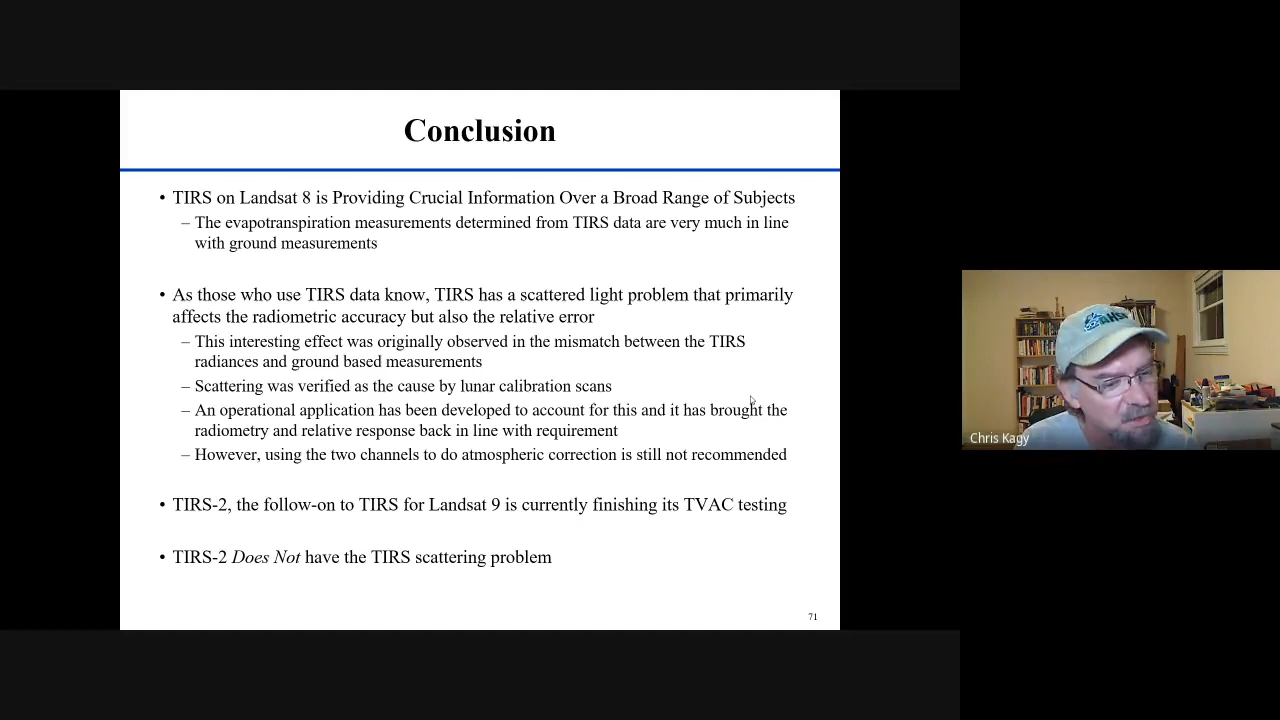 Conclusion
• TIRS on Landsat 8 is Providing Crucial Information Over a Broad Range of Subjects
– The evapotranspiration measurements determined from TIRS data are very much in line
with ground measurements
• As those who use TIRS data know, TIRS has a scattered light problem that primarily
affects the radiometric accuracy but also the relative error
– This interesting effect was originally observed in the mismatch between the TIRS
radiances and ground based measurements
– Scattering was verified as the cause by lunar calibration scans
– An operational application has been developed to account for this and it has brought the
radiometry and relative response back in line with requirement
– However, using the two channels to do atmospheric correction is still not recommended
• TIRS-2, the follow-on to TIRS for Landsat 9 is currently finishing its TVAC testing
• TIRS-2 Does Not have the TIRS scattering problem
71
Chris Kagy